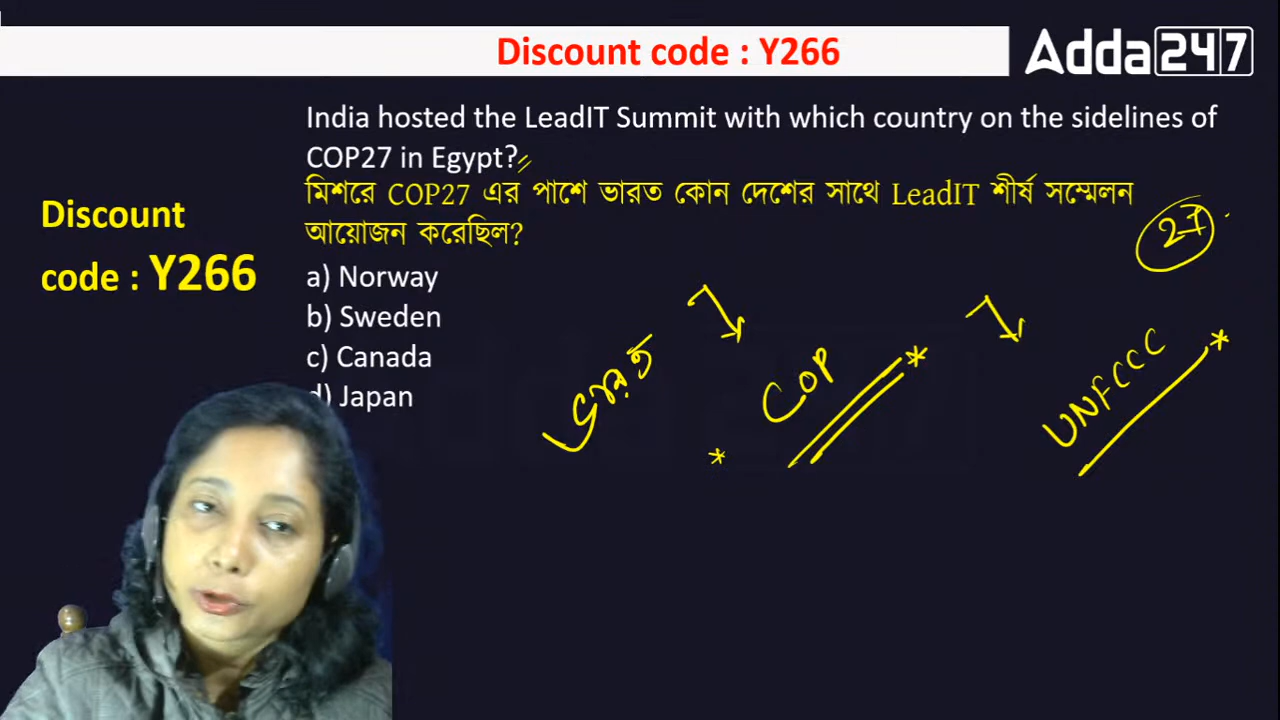 Discount code : Y266
Adda247
India hosted the LeadIT Summit with which country on the sidelines of
COP27 in Egypt?
মিশরে COP27 এর পাশে ভারত কোন দেশের সাথে LeadIT শীর্ষ সম্মেলন
আয়োজন করেছিল?
Discount
code : Y266
a) Norway
b) Sweden
c) Canada
d) Japan
27
ভারত
COP
UNFCCC